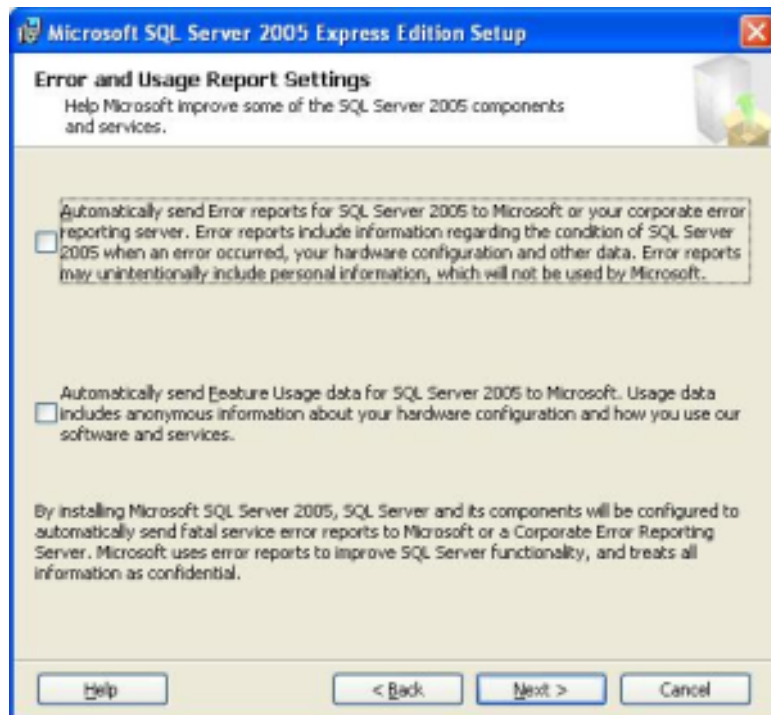 Microsoft SQL Server 2005 Express Edition Setup
Error and Usage Report Settings
Help Microsoft improve some of the SQL Server 2005 components
and services.
Automatically send Error reports for SQL Server 2005 to Microsoft or your corporate error
reporting server. Error reports include information regarding the condition of SQL Server
2005 when an error occurred, your hardware configuration and other data. Error reports
may unintentionally include personal information, which will not be used by Microsoft.
Automatically send Feature Usage data for SQL Server 2005 to Microsoft. Usage data
includes anonymous information about your hardware configuration and how you use our
software and services.
By installing Microsoft SQL Server 2005, SQL Server and its components will be configured to
automatically send fatal service error reports to Microsoft or a Corporate Error Reporting
Server. Microsoft uses error reports to improve SQL Server functionality, and treats all
information as confidential.
Help
< Back
Next >
Cancel